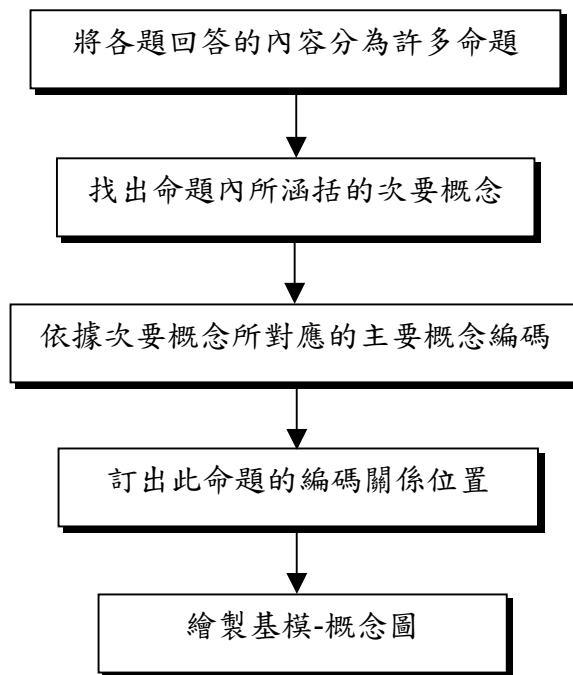 將各題回答的內容分為許多命題
找出命題內所涵括的次要概念
依據次要概念所對應的主要概念編碼
訂出此命題的編碼關係位置
繪製基模-概念圖